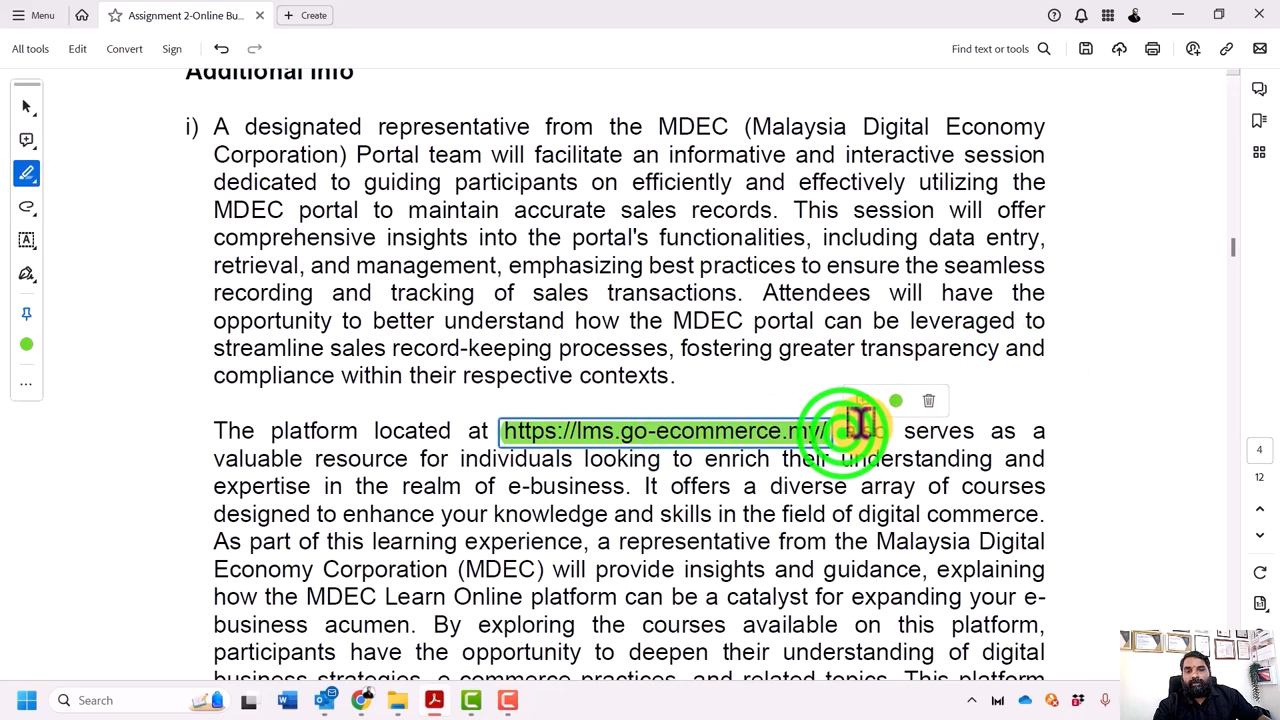 Menu
Assignment 2-Online Bu...
Create
All tools
Edit
Convert
Sign
Find text or tools
Additional Info
i) A designated representative from the MDEC (Malaysia Digital Economy
Corporation) Portal team will facilitate an informative and interactive session
dedicated to guiding participants on efficiently and effectively utilizing the
MDEC portal to maintain accurate sales records. This session will offer
comprehensive insights into the portal's functionalities, including data entry,
retrieval, and management, emphasizing best practices to ensure the seamless
recording and tracking of sales transactions. Attendees will have the
opportunity to better understand how the MDEC portal can be leveraged to
streamline sales record-keeping processes, fostering greater transparency and
compliance within their respective contexts.
The platform located at https://lms.go-ecommerce.my/ also serves as a
valuable resource for individuals looking to enrich their understanding and
expertise in the realm of e-business. It offers a diverse array of courses
designed to enhance your knowledge and skills in the field of digital commerce.
As part of this learning experience, a representative from the Malaysia Digital
Economy Corporation (MDEC) will provide insights and guidance, explaining
how the MDEC Learn Online platform can be a catalyst for expanding your e-
business acumen. By exploring the courses available on this platform,
participants have the opportunity to deepen their understanding of digital
business strategies, e-commerce practices, and related topics. This platform
4
12
Search